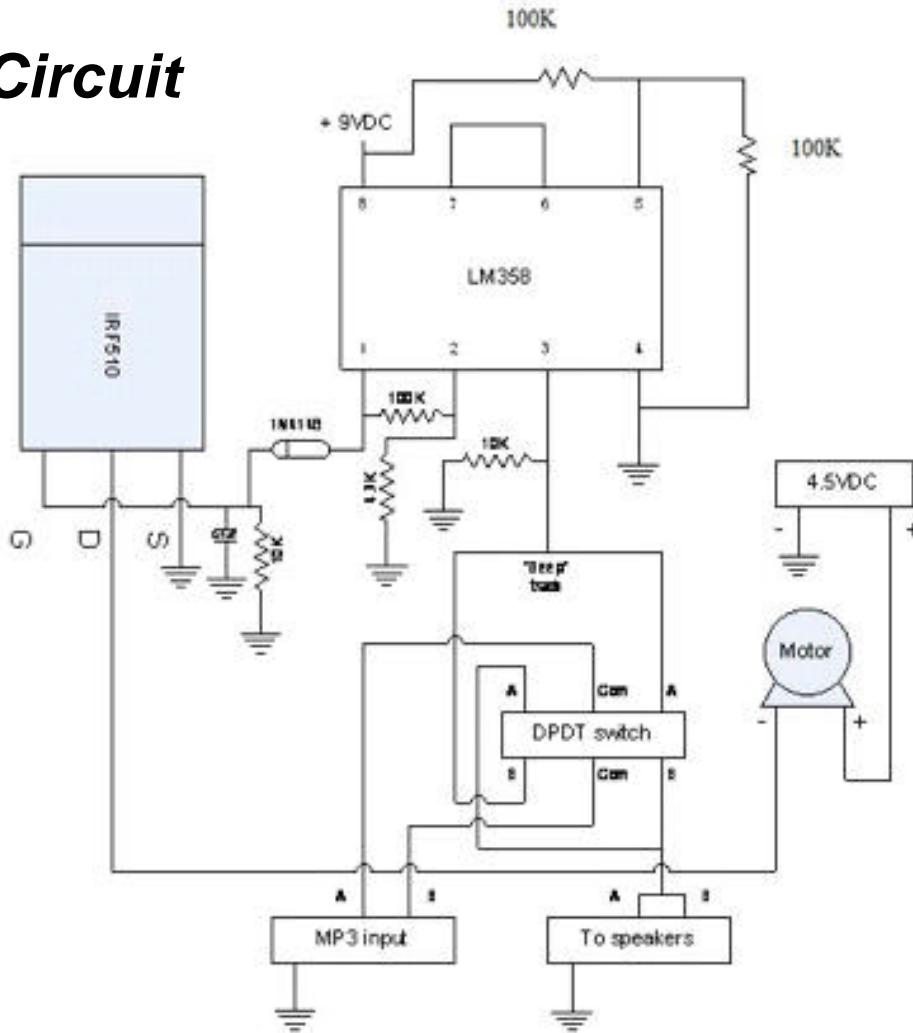 100K
Circuit
+ 9VDC
100K
8 7 6 5
LM358
IRF510
1 2 3 4
100K
10K
4.5VDC
- +
G D S
10K
"Beep"
track
Motor
- +
A Com A
DPDT switch
B Com B
A B
MP3 input
A B
To speakers